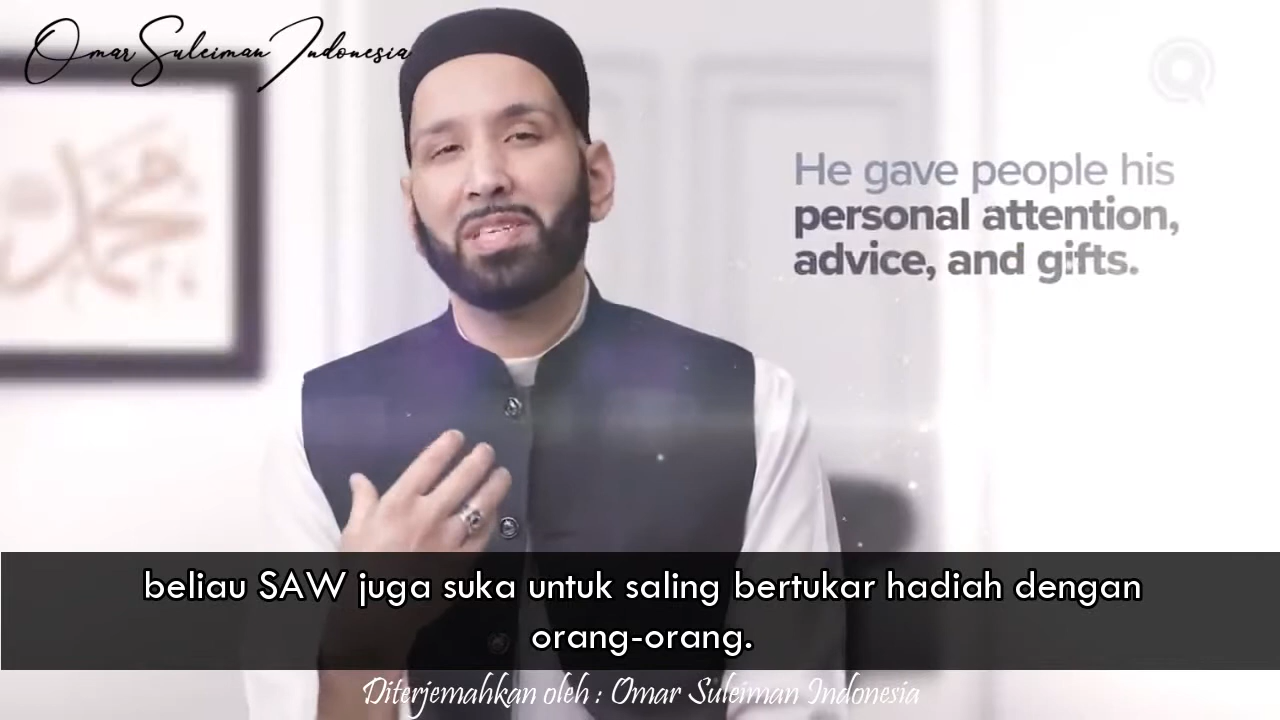 Omar Suleiman Indonesia
He gave people his
personal attention,
advice, and gifts.
beliau SAW juga suka untuk saling bertukar hadiah dengan
orang-orang.
Diterjemahkan oleh : Omar Suleiman Indonesia